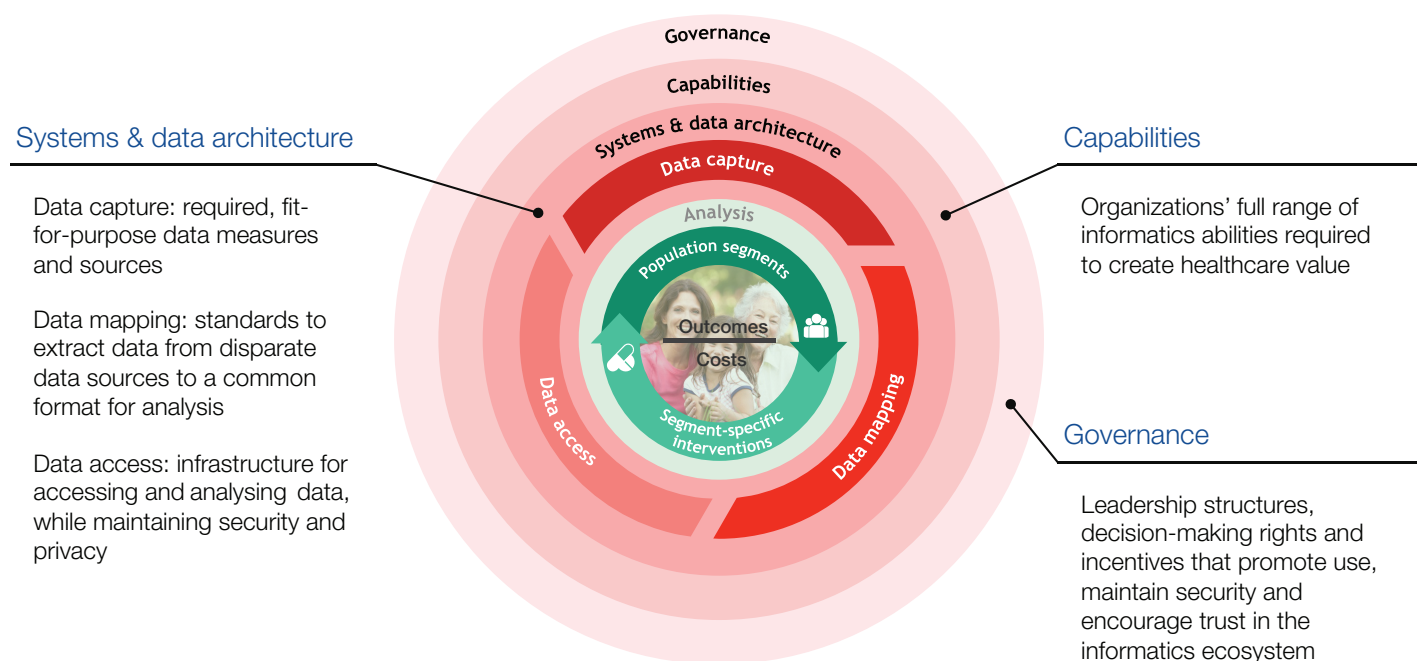 Governance
Capabilities
Systems & data architecture
Data capture
Analysis
Population segments
Outcomes
Costs
Segment-specific
interventions
Data access
Data mapping
Systems & data architecture
Data capture: required, fit-
for-purpose data measures
and sources
Data mapping: standards to
extract data from disparate
data sources to a common
format for analysis
Data access: infrastructure for
accessing and analysing data,
while maintaining security and
privacy
Capabilities
Organizations’ full range of
informatics abilities required
to create healthcare value
Governance
Leadership structures,
decision-making rights and
incentives that promote use,
maintain security and
encourage trust in the
informatics ecosystem